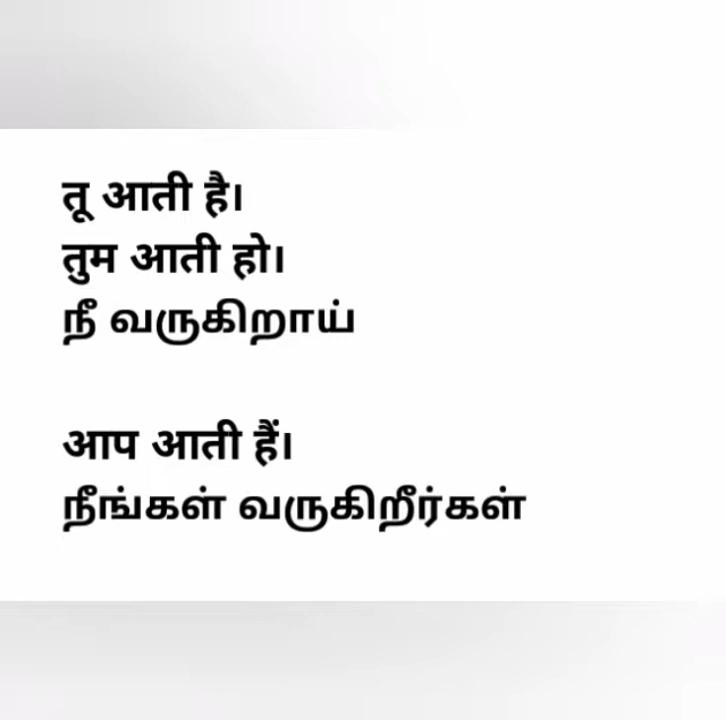 तू आती है।
तुम आती हो।
நீ வருகிறாய்
आप आती हैं।
நீங்கள் வருகிறீர்கள்